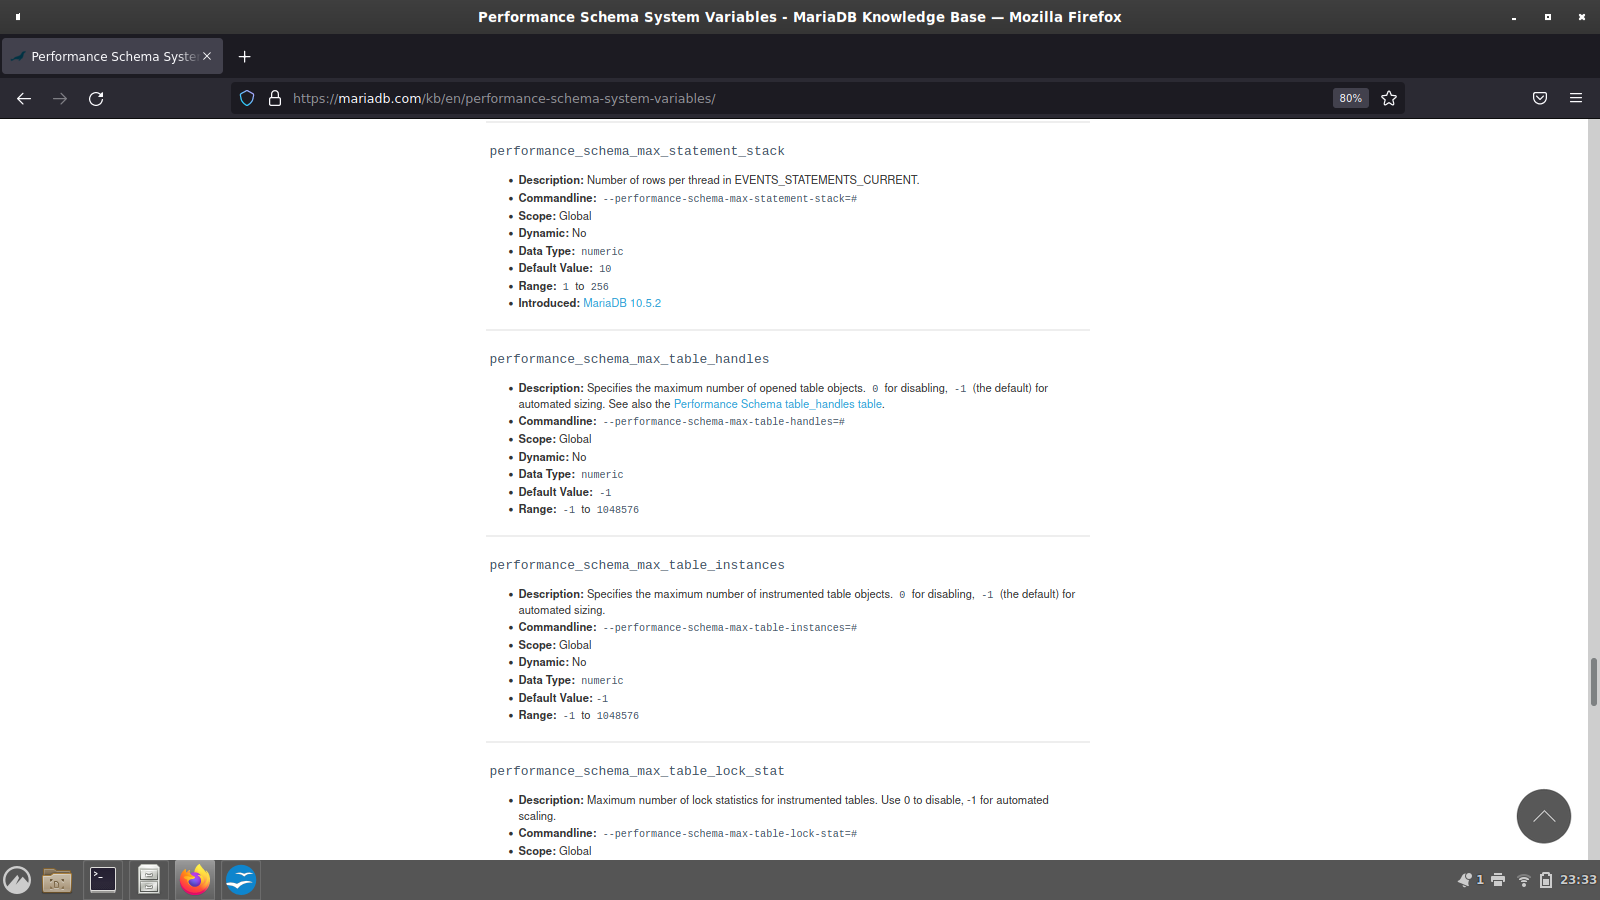 Performance Schema System Variables - MariaDB Knowledge Base — Mozilla Firefox
Performance Schema Syste
https://mariadb.com/kb/en/performance-schema-system-variables/
80%
performance_schema_max_statement_stack
• Description: Number of rows per thread in EVENTS_STATEMENTS_CURRENT.
• Commandline: --performance-schema-max-statement-stack=#
• Scope: Global
• Dynamic: No
• Data Type: numeric
• Default Value: 10
• Range: 1 to 256
• Introduced: MariaDB 10.5.2
performance_schema_max_table_handles
• Description: Specifies the maximum number of opened table objects. 0 for disabling, -1 (the default) for
automated sizing. See also the Performance Schema table_handles table.
• Commandline: --performance-schema-max-table-handles=#
• Scope: Global
• Dynamic: No
• Data Type: numeric
• Default Value: -1
• Range: -1 to 1048576
performance_schema_max_table_instances
• Description: Specifies the maximum number of instrumented table objects. 0 for disabling, -1 (the default) for
automated sizing.
• Commandline: --performance-schema-max-table-instances=#
• Scope: Global
• Dynamic: No
• Data Type: numeric
• Default Value: -1
• Range: -1 to 1048576
performance_schema_max_table_lock_stat
• Description: Maximum number of lock statistics for instrumented tables. Use 0 to disable, -1 for automated
scaling.
• Commandline: --performance-schema-max-table-lock-stat=#
• Scope: Global
1
23:33